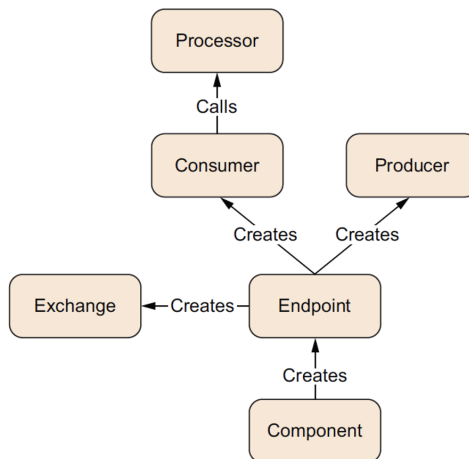 Processor
Calls
Consumer
Producer
Creates
Creates
Exchange
Creates
Endpoint
Creates
Component